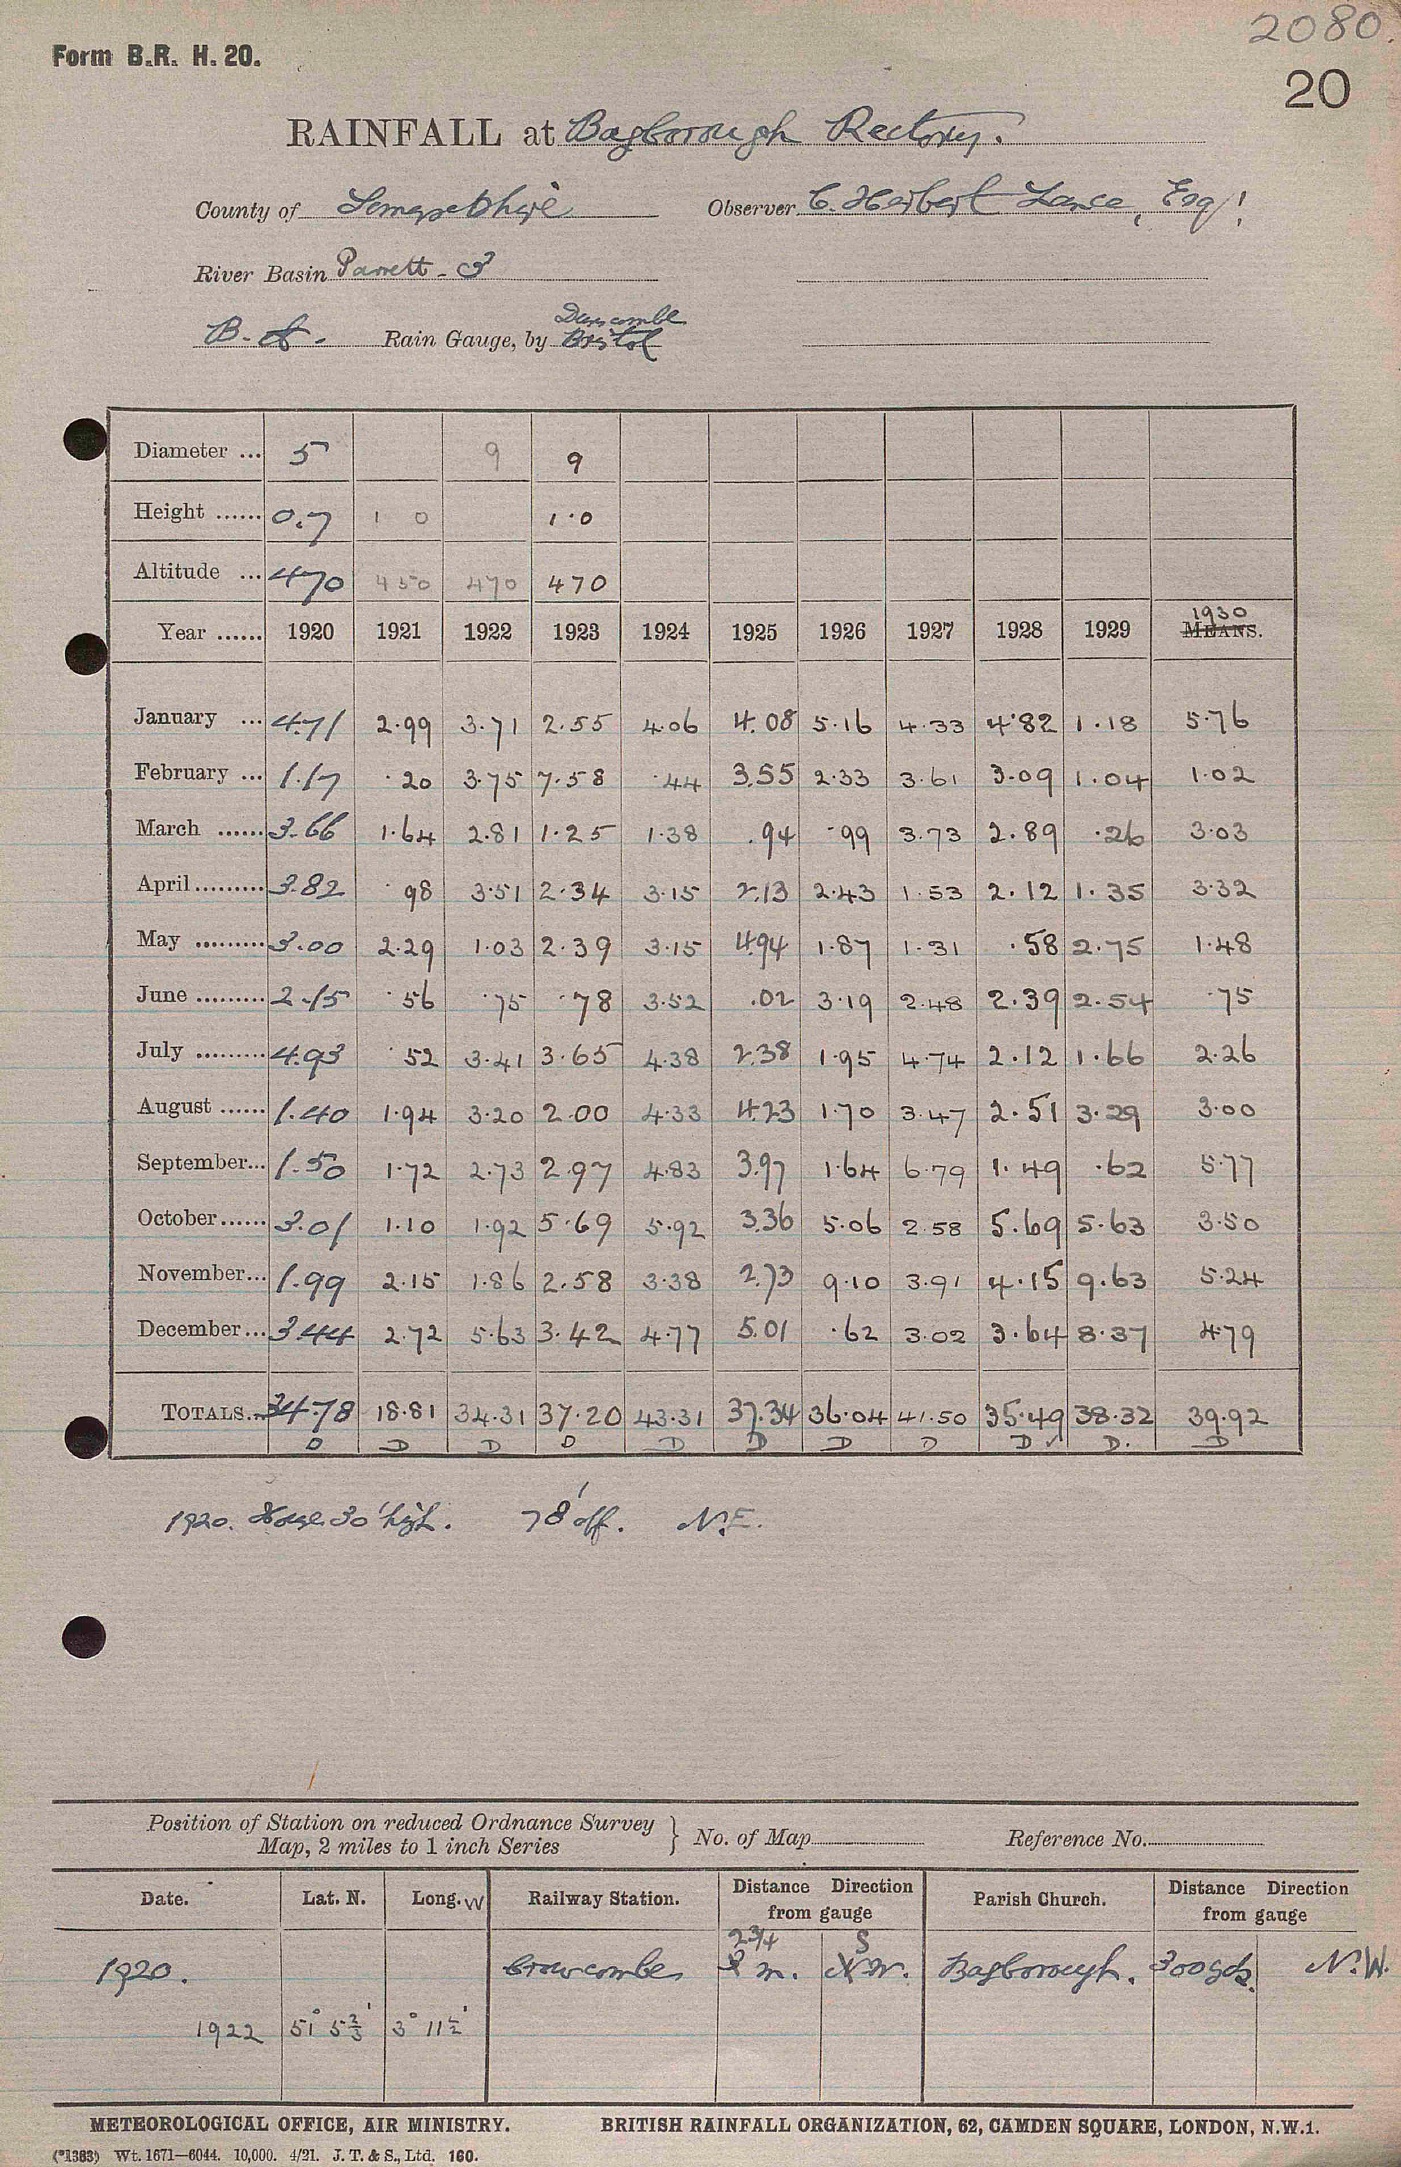 2080.
Form B.R. H. 20.
20
RAINFALL at Bagborough Rectory.
County of Somersetshire Observer C. Herbert Lance, Esq!
River Basin Parrett - 3
Duncombe
B. A. Rain Gauge, by Bristol
Diameter ... 5 9 9
Height ...... 0.7 1 0 1.0
Altitude ... 470 450 470 470
1930
Year ...... 1920 1921 1922 1923 1924 1925 1926 1927 1928 1929 MEANS.
January ... 4.71 2.99 3.71 2.55 4.06 4.08 5.16 4.33 4.82 1.18 5.76
February ... 1.17 .20 3.75 7.58 .44 3.55 2.33 3.61 3.09 1.04 1.02
March ...... 3.66 1.64 2.81 1.25 1.38 .94 .99 3.73 2.89 .26 3.03
April ......... 3.82 .98 3.51 2.34 3.15 2.13 2.43 1.53 2.12 1.35 3.32
May ......... 3.00 2.29 1.03 2.39 3.15 4.94 1.87 1.31 .58 2.75 1.48
June ......... 2.15 .56 .75 .78 3.52 .02 3.19 2.48 2.39 2.54 .75
July ......... 4.93 .52 3.41 3.65 4.38 2.38 1.95 4.74 2.12 1.66 2.26
August ...... 1.40 1.94 3.20 2.00 4.33 4.23 1.70 3.47 2.51 3.29 3.00
September... 1.50 1.72 2.73 2.97 4.83 3.97 1.64 6.79 1.49 .62 5.77
October ...... 3.01 1.10 1.92 5.69 5.92 3.36 5.06 2.58 5.69 5.63 3.50
November... 1.99 2.15 1.86 2.58 3.38 2.73 9.10 3.91 4.15 9.63 5.24
December ... 3.44 2.72 5.63 3.42 4.77 5.01 .62 3.02 3.64 8.37 4.79
TOTALS... 34.78 18.81 34.31 37.20 43.31 37.34 36.04 41.50 35.49 38.32 39.92
D D D D D D D D D ✓ D. D
1920. House 30' high. 78' off. N.E.
Position of Station on reduced Ordnance Survey
Map, 2 miles to 1 inch Series } No. of Map Reference No.
Date. Lat. N. Long. W Railway Station. Distance Direction from gauge Parish Church. Distance Direction from gauge
2 3/4 S
1920. Crowcombe m. N W. Bagborough. 300 yds. N.W.
1922 51° 5 2/3' 3° 11 1/2'
METEOROLOGICAL OFFICE, AIR MINISTRY. BRITISH RAINFALL ORGANIZATION, 62, CAMDEN SQUARE, LONDON, N.W.1.
(*1383) Wt. 1671—6044. 10,000. 4/21. J. T. & S., Ltd. 160.